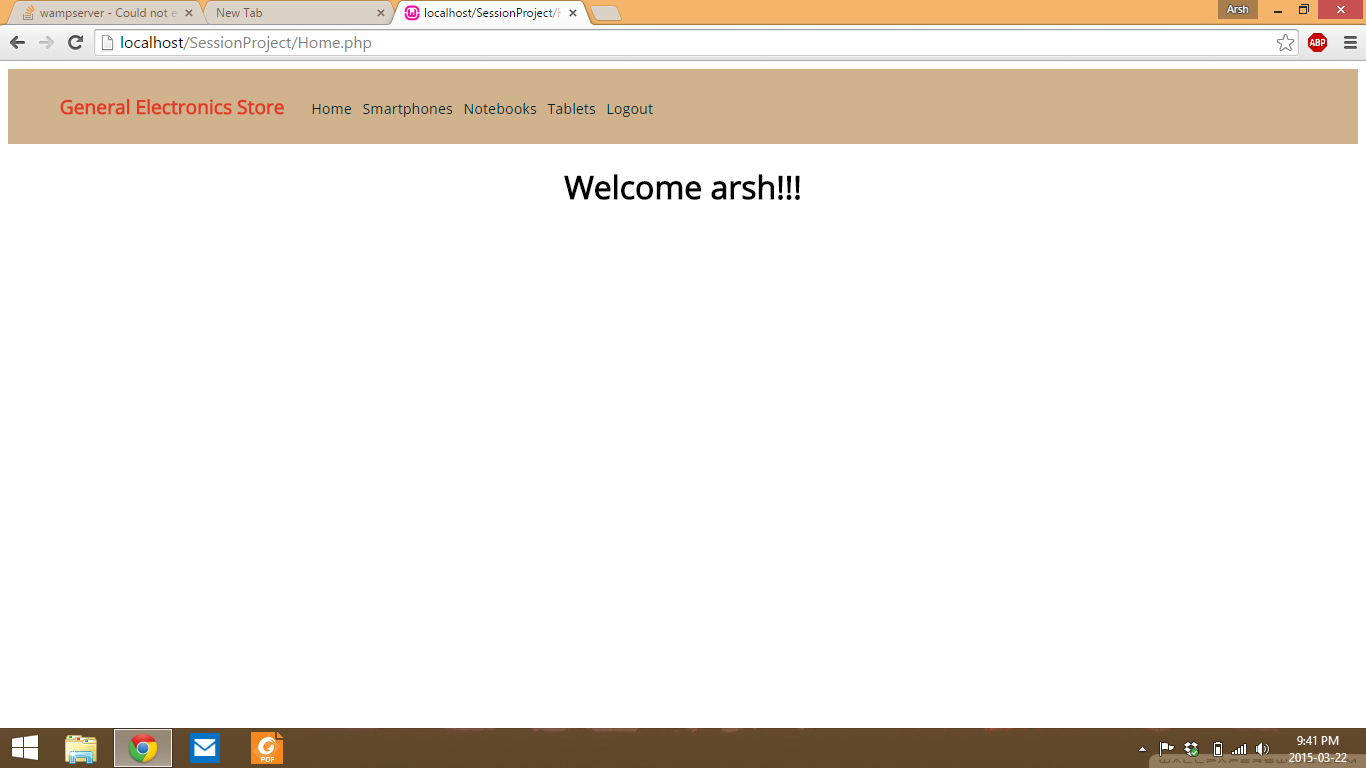 wampserver - Could not e
New Tab
localhost/SessionProject/H
Arsh
localhost/SessionProject/Home.php
ABP
General Electronics Store Home Smartphones Notebooks Tablets Logout
Welcome arsh!!!
PDF
9:41 PM
2015-03-22